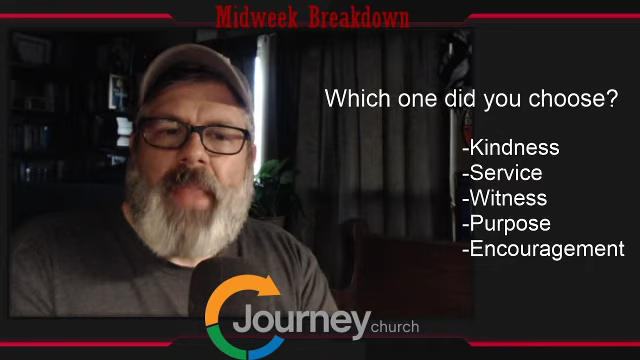 Midweek Breakdown
Which one did you choose?
-Kindness
-Service
-Witness
-Purpose
-Encouragement
Journey church